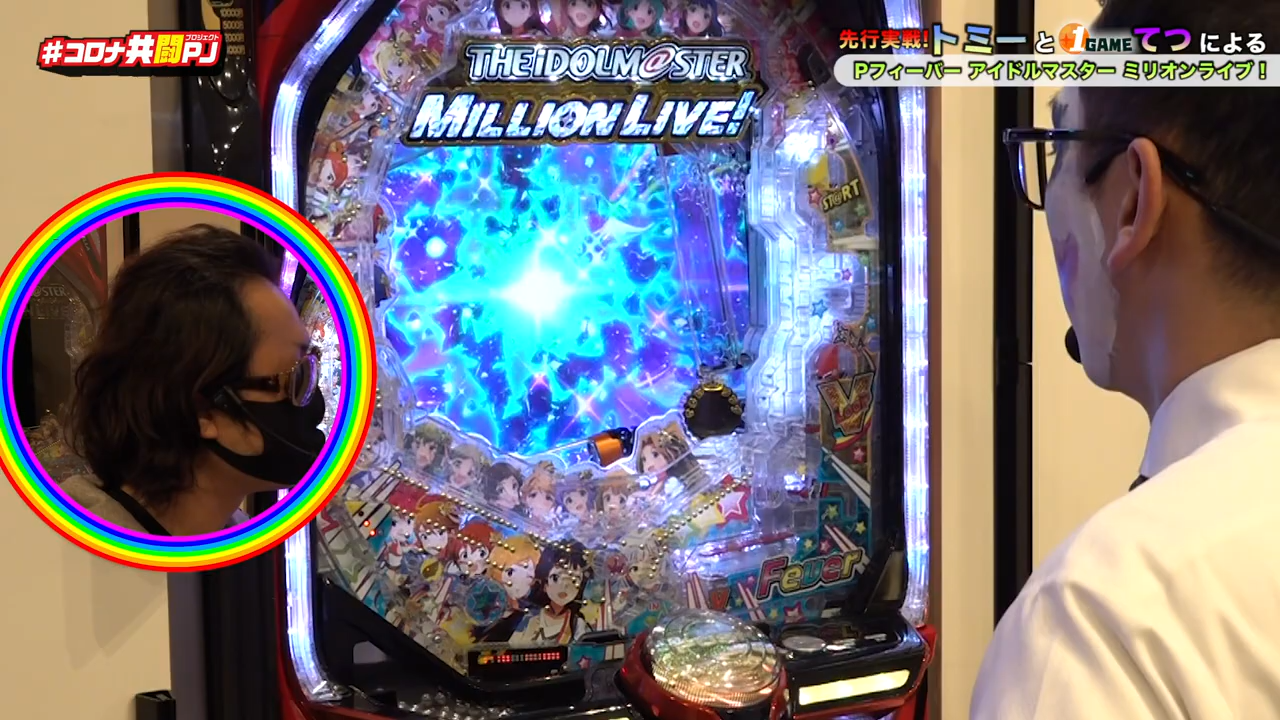 #コロナ共闘PJ
プロジェクト
先行実戦!トミーと1GAMEてつによる
Pフィーバー アイドルマスター ミリオンライブ!
THE iDOLM@STER
MILLION LIVE!
ST@RT
Fever